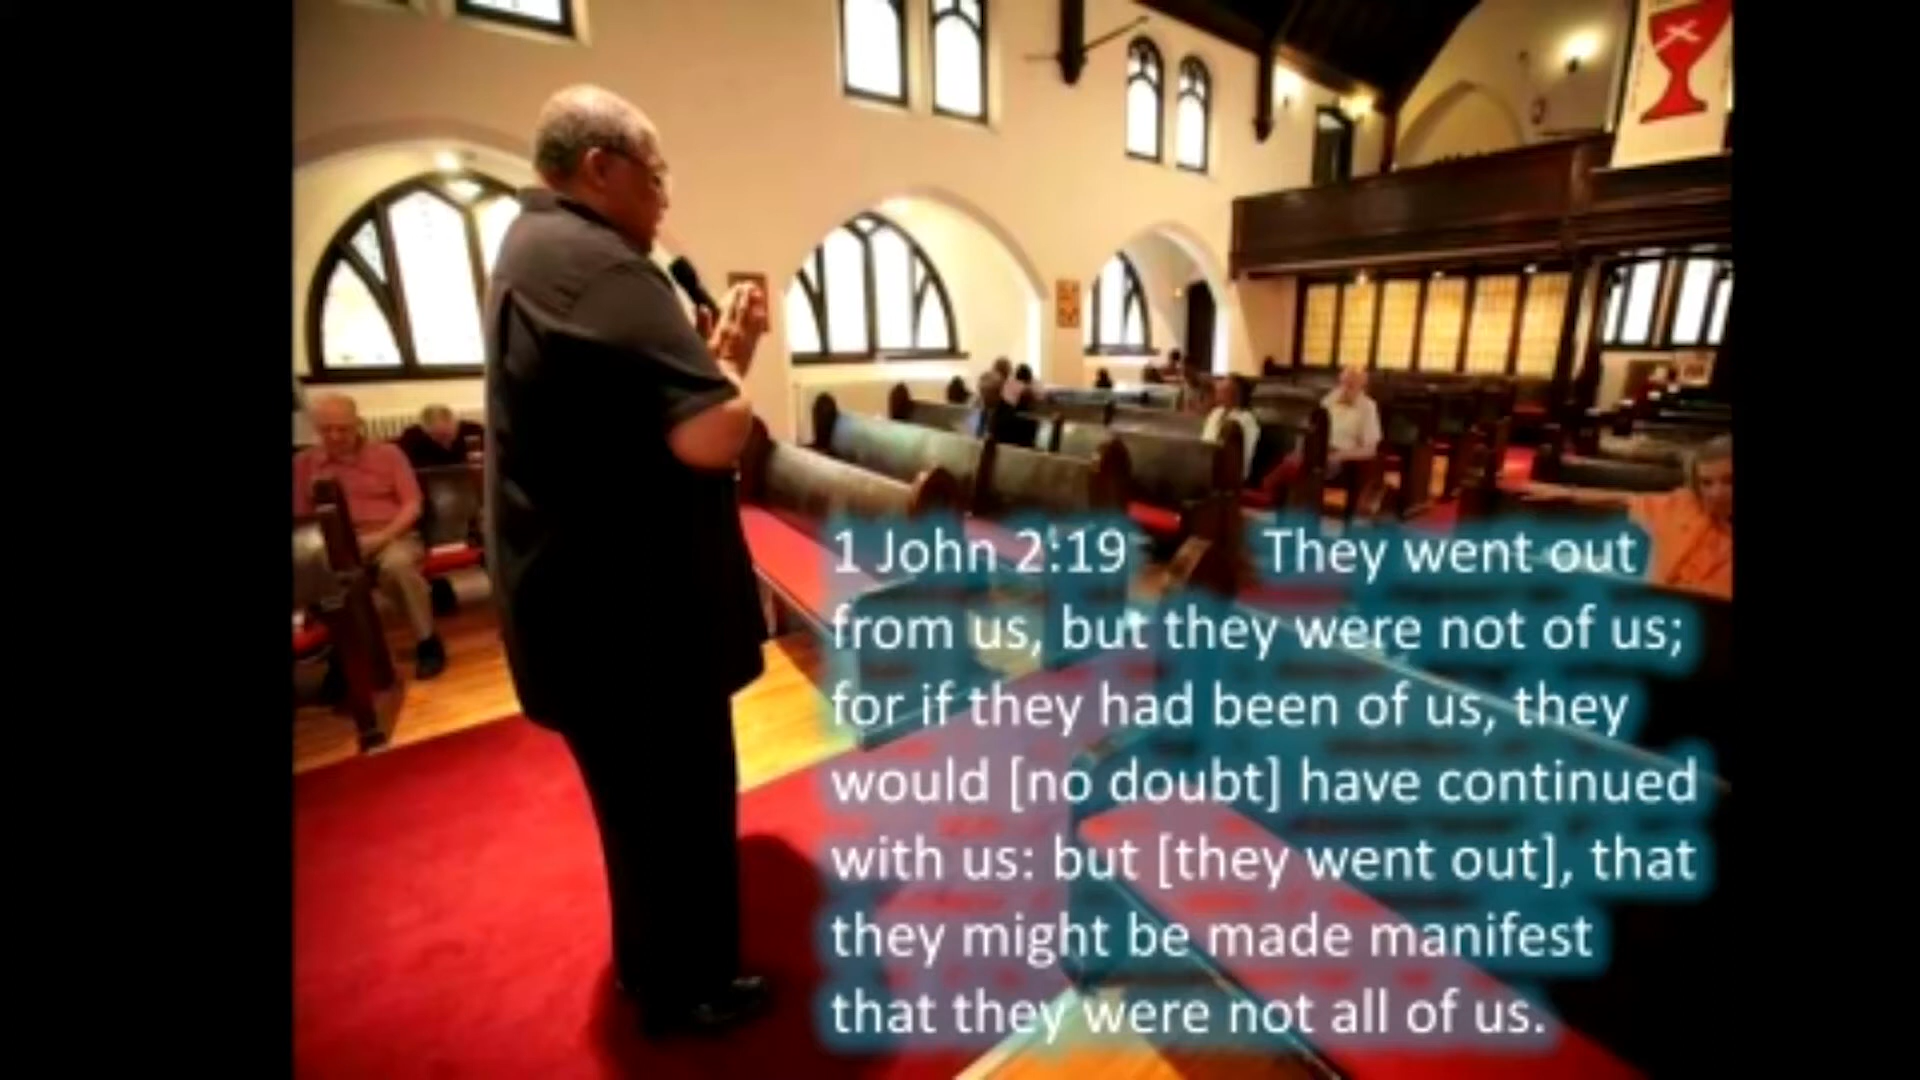 1 John 2:19 They went out
from us, but they were not of us;
for if they had been of us, they
would [no doubt] have continued
with us: but [they went out], that
they might be made manifest
that they were not all of us.